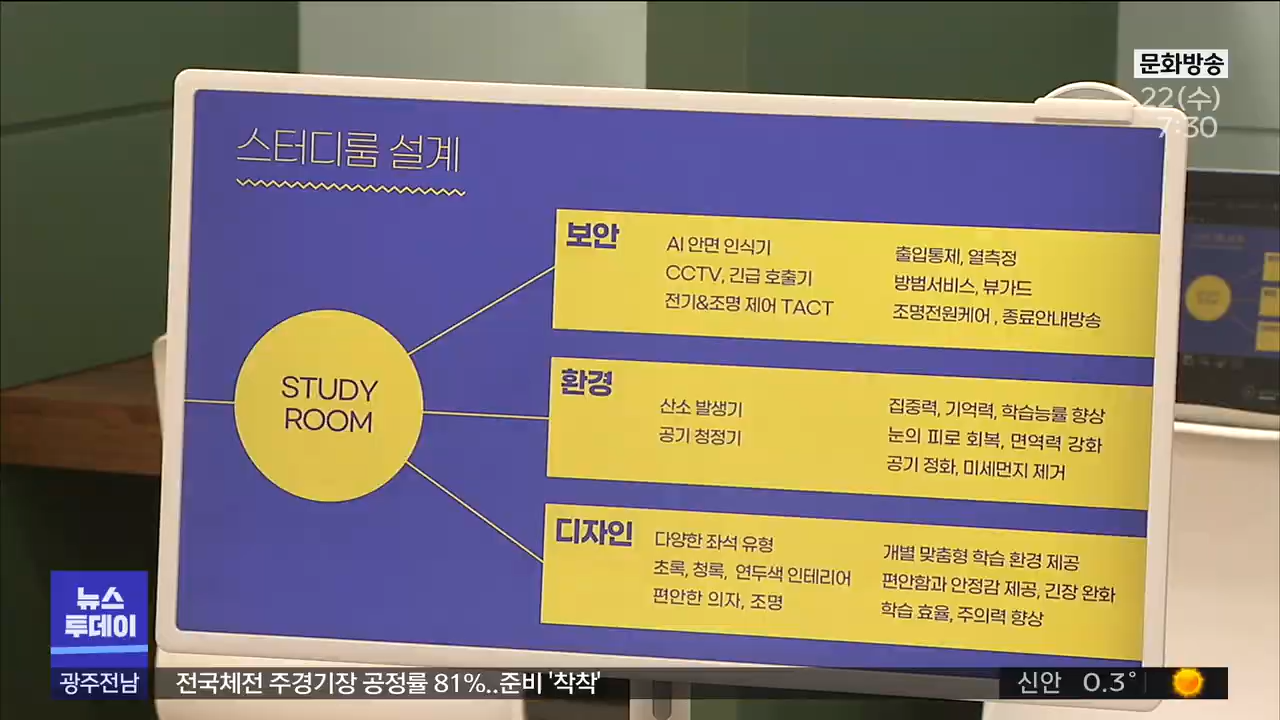 문화방송
22(수)
7:30
스터디룸 설계
STUDY
ROOM
보안
AI 안면 인식기
CCTV, 긴급 호출기
전기&조명 제어 TACT
출입통제, 열측정
방범서비스, 뷰가드
조명전원케어 , 종료안내방송
환경
산소 발생기
공기 청정기
집중력, 기억력, 학습능률 향상
눈의 피로 회복, 면역력 강화
공기 정화, 미세먼지 제거
디자인
다양한 좌석 유형
초록, 청록, 연두색 인테리어
편안한 의자, 조명
개별 맞춤형 학습 환경 제공
편안함과 안정감 제공, 긴장 완화
학습 효율, 주의력 향상
뉴스
투데이
광주전남
전국체전 주경기장 공정률 81%..준비 '착착'
신안 0.3°